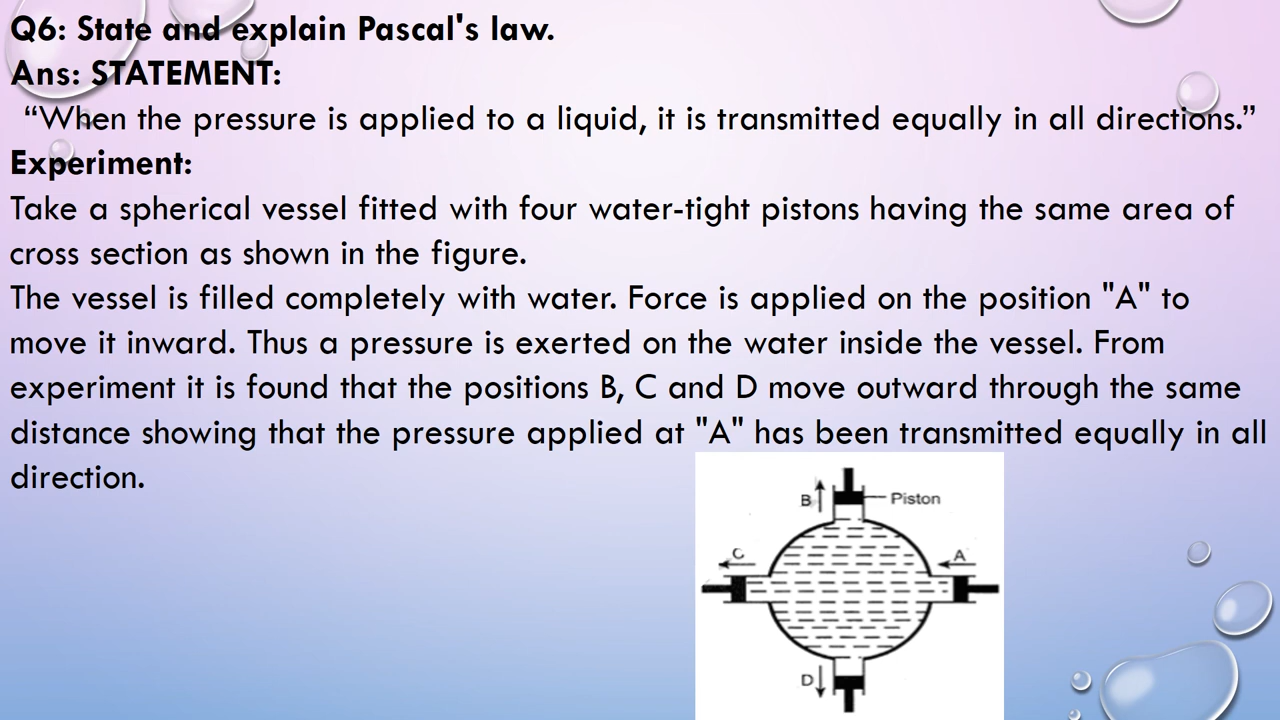 Q6: State and explain Pascal's law.
Ans: STATEMENT:
“When the pressure is applied to a liquid, it is transmitted equally in all directions.”
Experiment:
Take a spherical vessel fitted with four water-tight pistons having the same area of
cross section as shown in the figure.
The vessel is filled completely with water. Force is applied on the position "A" to
move it inward. Thus a pressure is exerted on the water inside the vessel. From
experiment it is found that the positions B, C and D move outward through the same
distance showing that the pressure applied at "A" has been transmitted equally in all
direction.
B
Piston
C
A
D